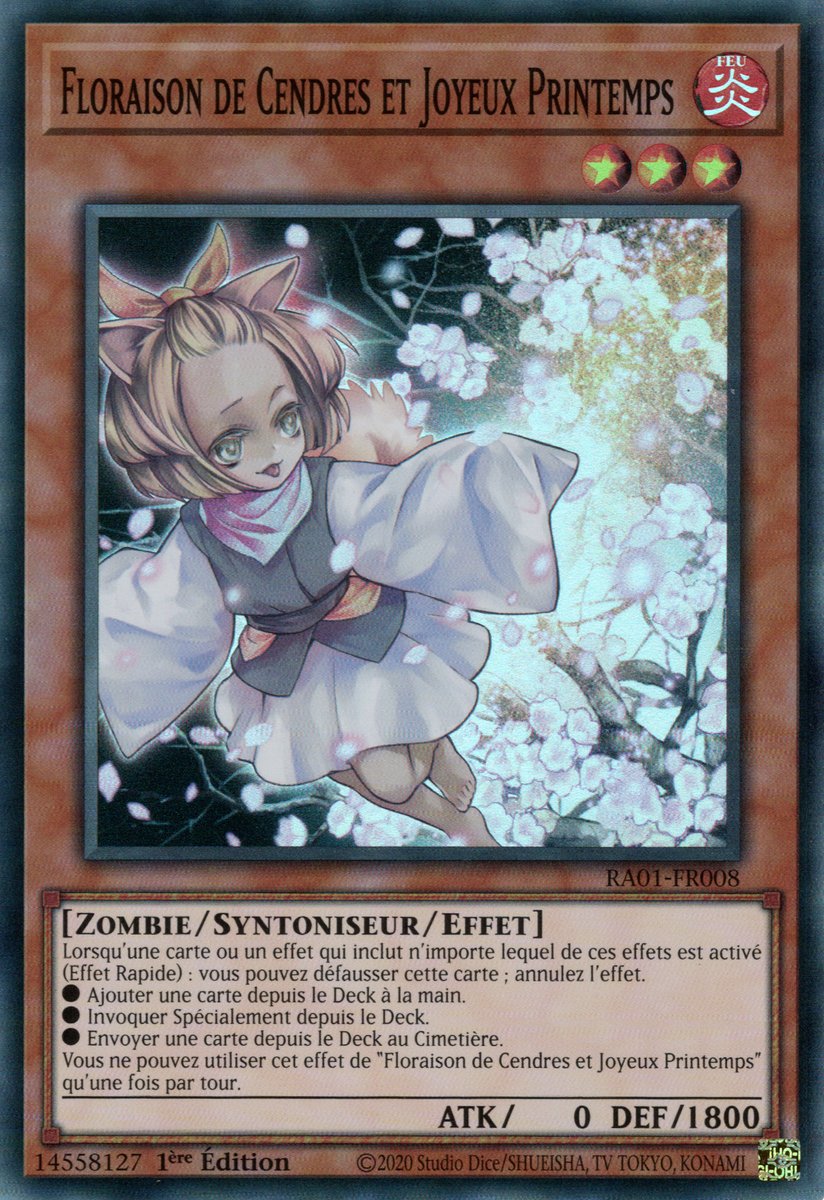 FLORAISON DE CENDRES ET JOYEUX PRINTEMPS
FEU
炎
RA01-FR008
[ZOMBIE/SYNTONISEUR/EFFET]
Lorsqu'une carte ou un effet qui inclut n'importe lequel de ces effets est activé
(Effet Rapide) : vous pouvez défausser cette carte ; annulez l'effet.
● Ajouter une carte depuis le Deck à la main.
● Invoquer Spécialement depuis le Deck.
● Envoyer une carte depuis le Deck au Cimetière.
Vous ne pouvez utiliser cet effet de "Floraison de Cendres et Joyeux Printemps"
qu'une fois par tour.
ATK/ 0 DEF/1800
14558127 1ère Édition ©2020 Studio Dice/SHUEISHA, TV TOKYO, KONAMI